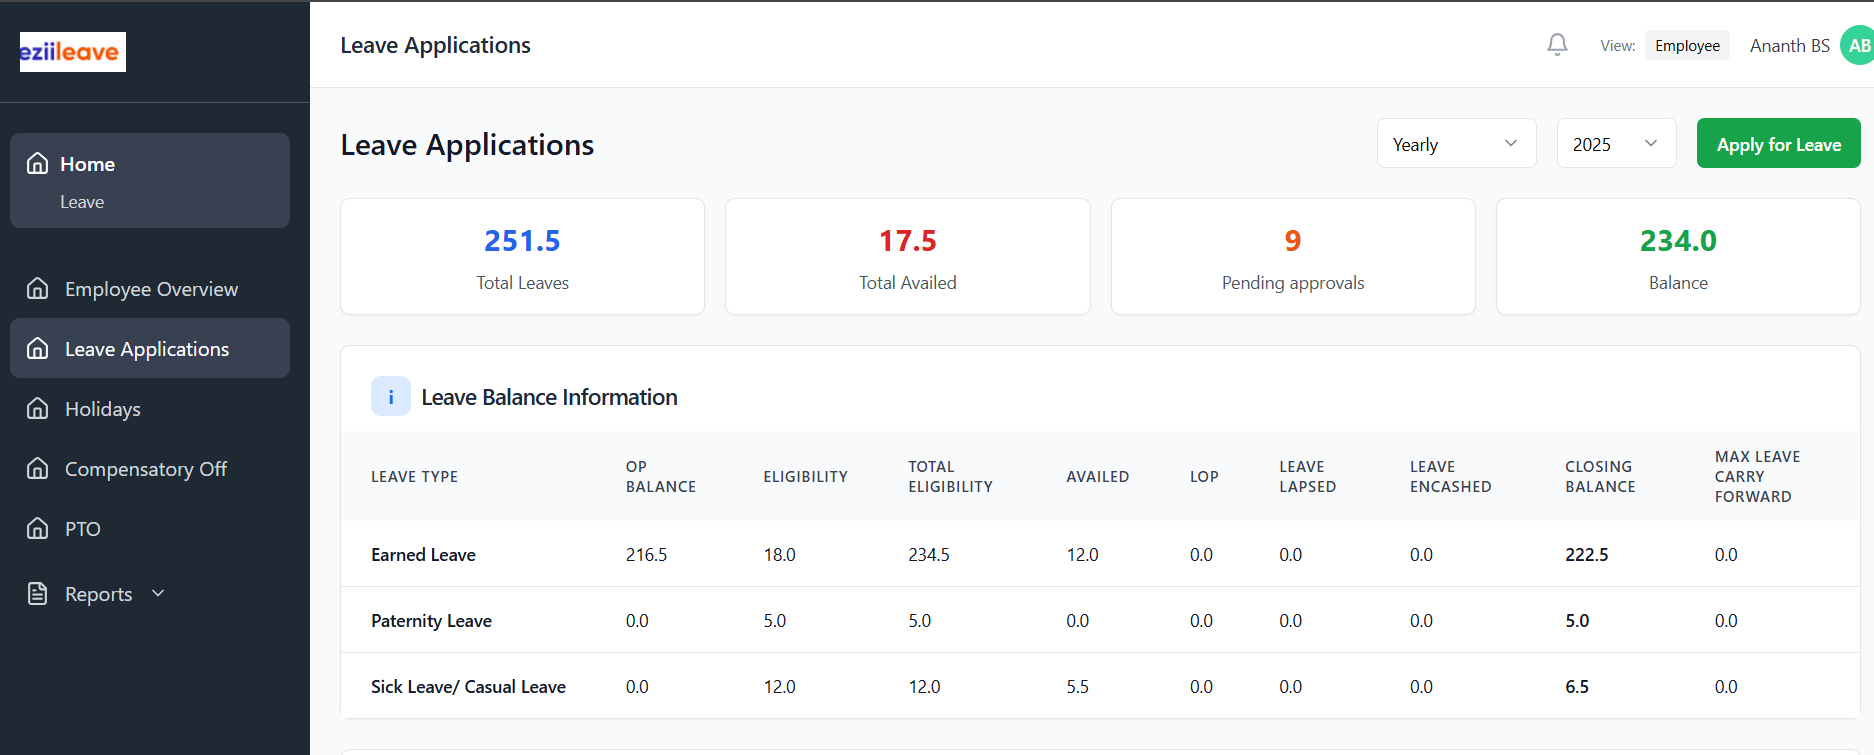 eziileave
Leave Applications
View: Employee Ananth BS AB
Home
Leave
Employee Overview
Leave Applications
Holidays
Compensatory Off
PTO
Reports
Leave Applications
Yearly 2025 Apply for Leave
251.5 17.5 9 234.0
Total Leaves Total Availed Pending approvals Balance
i Leave Balance Information
LEAVE TYPE OP BALANCE ELIGIBILITY TOTAL ELIGIBILITY AVAILED LOP LEAVE LAPSED LEAVE ENCASHED CLOSING BALANCE MAX LEAVE CARRY FORWARD
Earned Leave 216.5 18.0 234.5 12.0 0.0 0.0 0.0 222.5 0.0
Paternity Leave 0.0 5.0 5.0 0.0 0.0 0.0 0.0 5.0 0.0
Sick Leave/ Casual Leave 0.0 12.0 12.0 5.5 0.0 0.0 0.0 6.5 0.0